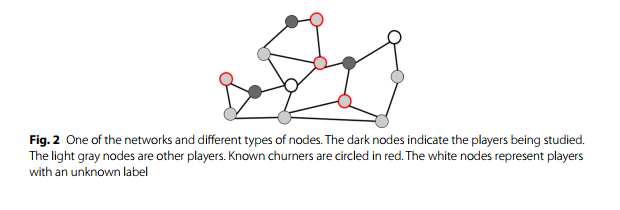 Fig. 2 One of the networks and different types of nodes. The dark nodes indicate the players being studied.
The light gray nodes are other players. Known churners are circled in red. The white nodes represent players
with an unknown label